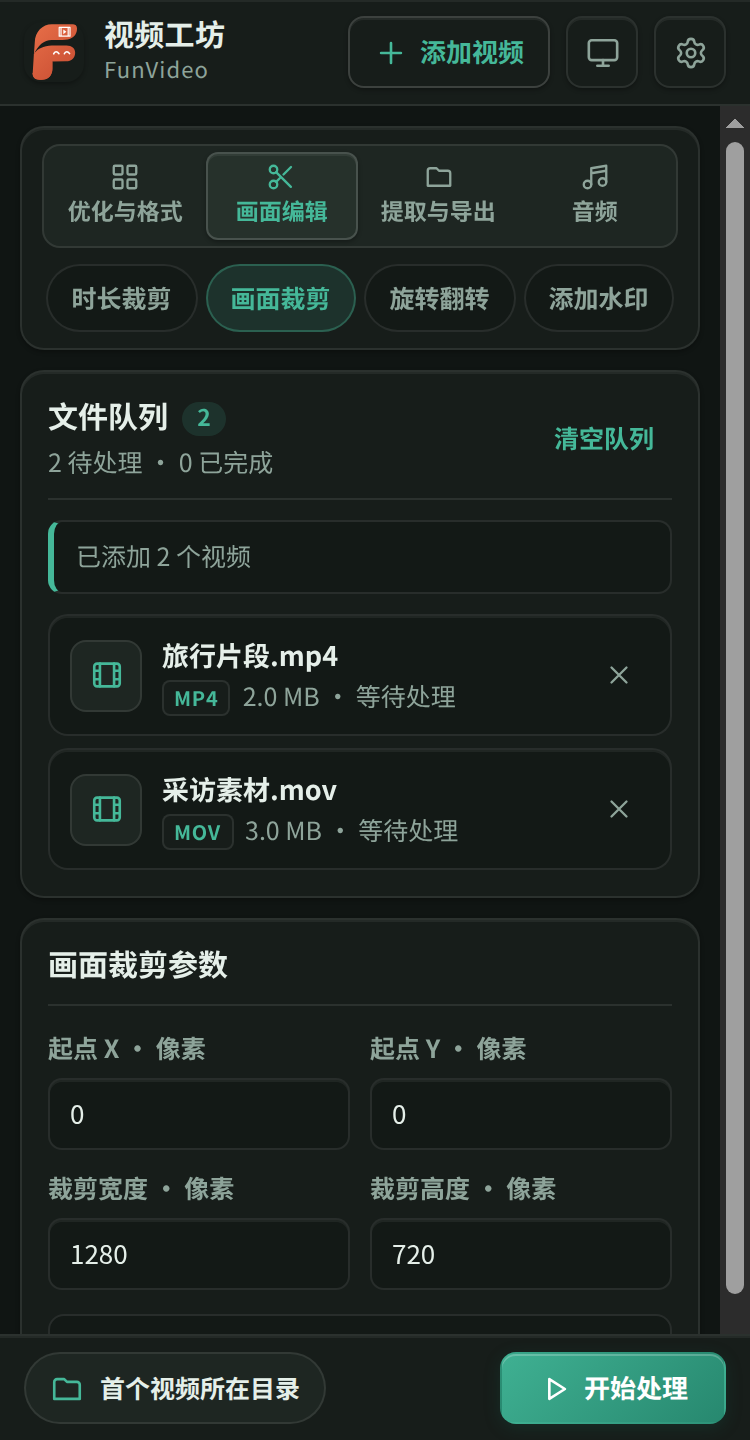 视频工坊
FunVideo
添加视频
优化与格式 画面编辑 提取与导出 音频
时长裁剪 画面裁剪 旋转翻转 添加水印
文件队列 2
清空队列
2 待处理 • 0 已完成
已添加 2 个视频
旅行片段.mp4
MP4 2.0 MB • 等待处理
采访素材.mov
MOV 3.0 MB • 等待处理
画面裁剪参数
起点 X • 像素 起点 Y • 像素
0 0
裁剪宽度 • 像素 裁剪高度 • 像素
1280 720
首个视频所在目录 开始处理